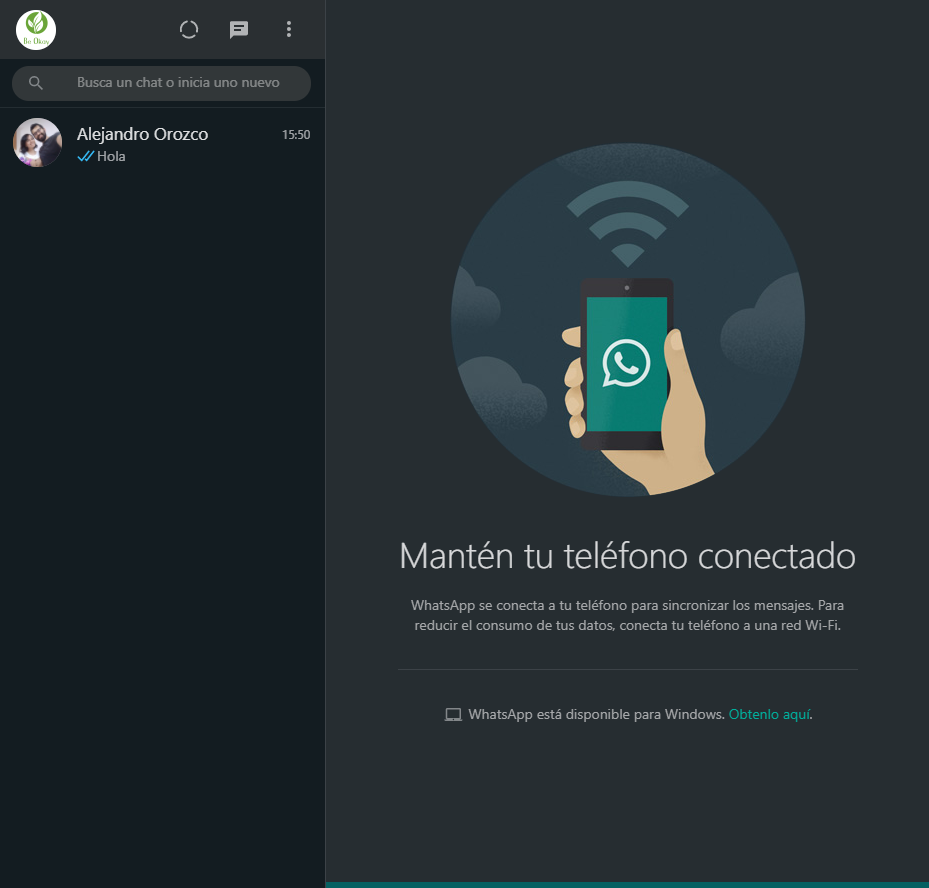 Be Okay
Busca un chat o inicia uno nuevo
Alejandro Orozco
15:50
Hola
Mantén tu teléfono conectado
WhatsApp se conecta a tu teléfono para sincronizar los mensajes. Para
reducir el consumo de tus datos, conecta tu teléfono a una red Wi-Fi.
WhatsApp está disponible para Windows. Obtenlo aquí.